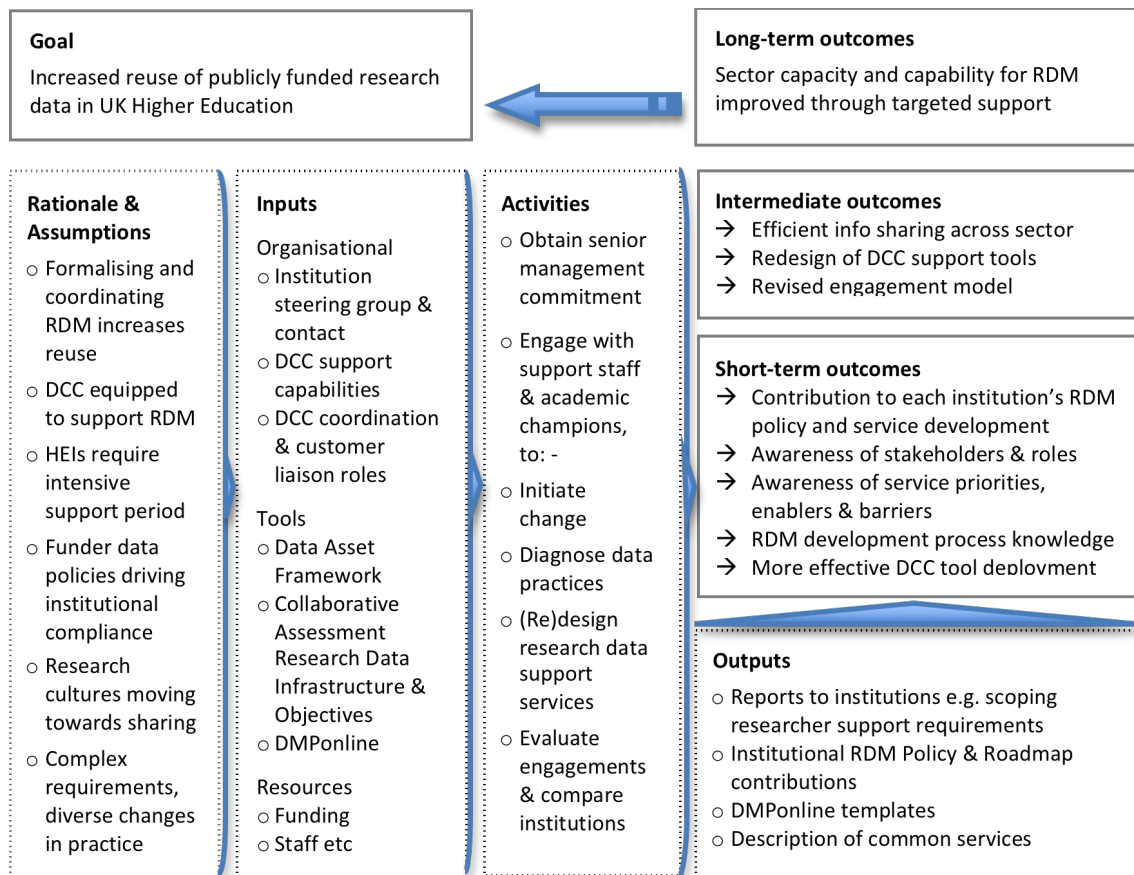 Goal
Increased reuse of publicly funded research
data in UK Higher Education
Long-term outcomes
Sector capacity and capability for RDM
improved through targeted support
Rationale &
Assumptions
○ Formalising and
coordinating
RDM increases
reuse
○ DCC equipped
to support RDM
○ HEIs require
intensive
support period
○ Funder data
policies driving
institutional
compliance
○ Research
cultures moving
towards sharing
○ Complex
requirements,
diverse changes
in practice
Inputs
Organisational
○ Institution
steering group &
contact
○ DCC support
capabilities
○ DCC coordination
& customer
liaison roles
Tools
○ Data Asset
Framework
○ Collaborative
Assessment
Research Data
Infrastructure &
Objectives
○ DMPonline
Resources
○ Funding
○ Staff etc
Activities
○ Obtain senior
management
commitment
○ Engage with
support staff
& academic
champions,
to: -
○ Initiate
change
○ Diagnose data
practices
○ (Re)design
research data
support
services
○ Evaluate
engagements
& compare
institutions
Intermediate outcomes
→ Efficient info sharing across sector
→ Redesign of DCC support tools
→ Revised engagement model
Short-term outcomes
→ Contribution to each institution's RDM
policy and service development
→ Awareness of stakeholders & roles
→ Awareness of service priorities,
enablers & barriers
→ RDM development process knowledge
→ More effective DCC tool deployment
Outputs
○ Reports to institutions e.g. scoping
researcher support requirements
○ Institutional RDM Policy & Roadmap
contributions
○ DMPonline templates
○ Description of common services